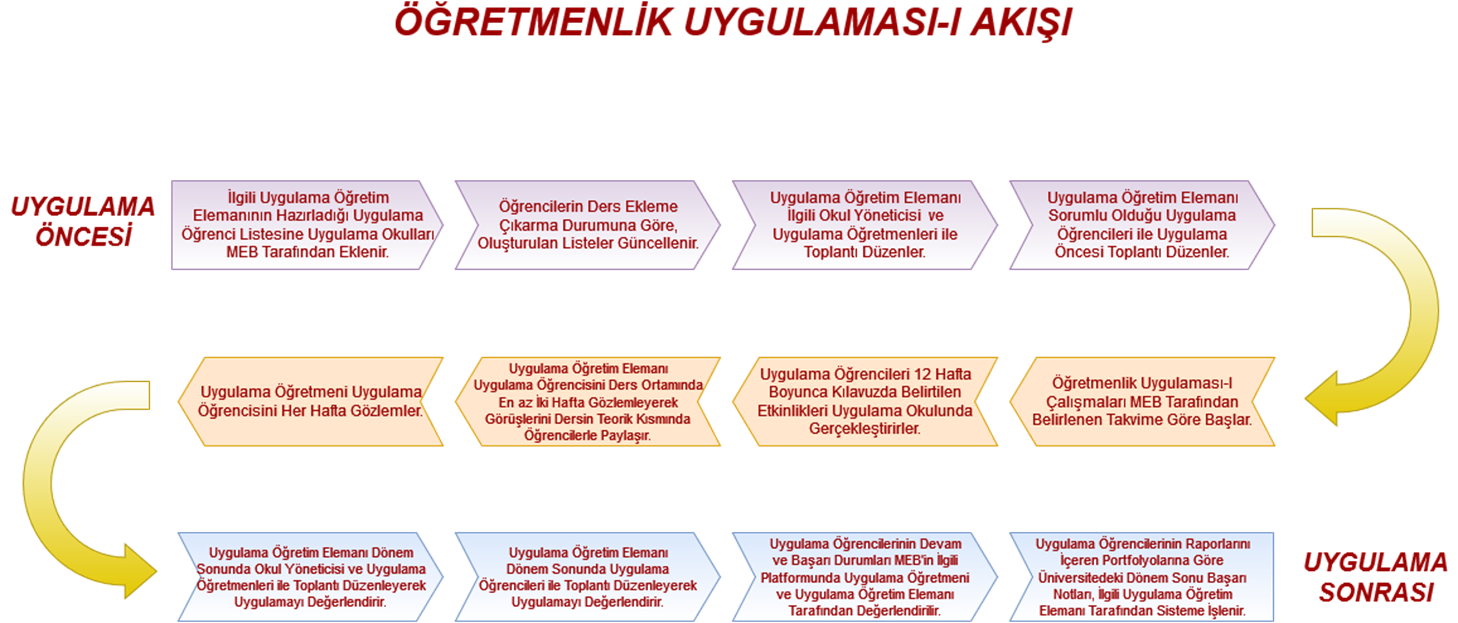 ÖĞRETMENLİK UYGULAMASI-I AKIŞI
UYGULAMA
ÖNCESİ
İlgili Uygulama Öğretim
Elemanının Hazırladığı Uygulama
Öğrenci Listesine Uygulama Okulları
MEB Tarafından Eklenir.
Öğrencilerin Ders Ekleme
Çıkarma Durumuna Göre,
Oluşturulan Listeler Güncellenir.
Uygulama Öğretim Elemanı
İlgili Okul Yöneticisi ve
Uygulama Öğretmenleri ile
Toplantı Düzenler.
Uygulama Öğretim Elemanı
Sorumlu Olduğu Uygulama
Öğrencileri ile Uygulama
Öncesi Toplantı Düzenler.
Öğretmenlik Uygulaması-I
Çalışmaları MEB Tarafından
Belirlenen Takvime Göre Başlar.
Uygulama Öğrencileri 12 Hafta
Boyunca Kılavuzda Belirtilen
Etkinlikleri Uygulama Okulunda
Gerçekleştirirler.
Uygulama Öğretim Elemanı
Uygulama Öğrencisini Ders Ortamında
En az İki Hafta Gözlemleyerek
Görüşlerini Dersin Teorik Kısmında
Öğrencilerle Paylaşır.
Uygulama Öğretmeni Uygulama
Öğrencisini Her Hafta Gözlemler.
Uygulama Öğretim Elemanı Dönem
Sonunda Okul Yöneticisi ve Uygulama
Öğretmenleri ile Toplantı Düzenleyerek
Uygulamayı Değerlendirir.
Uygulama Öğretim Elemanı
Dönem Sonunda Uygulama
Öğrencileri ile Toplantı Düzenleyerek
Uygulamayı Değerlendirir.
Uygulama Öğrencilerinin Devam
ve Başarı Durumları MEB'in İlgili
Platformunda Uygulama Öğretmeni
ve Uygulama Öğretim Elemanı
Tarafından Değerlendirilir.
Uygulama Öğrencilerinin Raporlarını
İçeren Portfolyolarına Göre
Üniversitedeki Dönem Sonu Başarı
Notları, İlgili Uygulama Öğretim
Elemanı Tarafından Sisteme İşlenir.
UYGULAMA
SONRASI